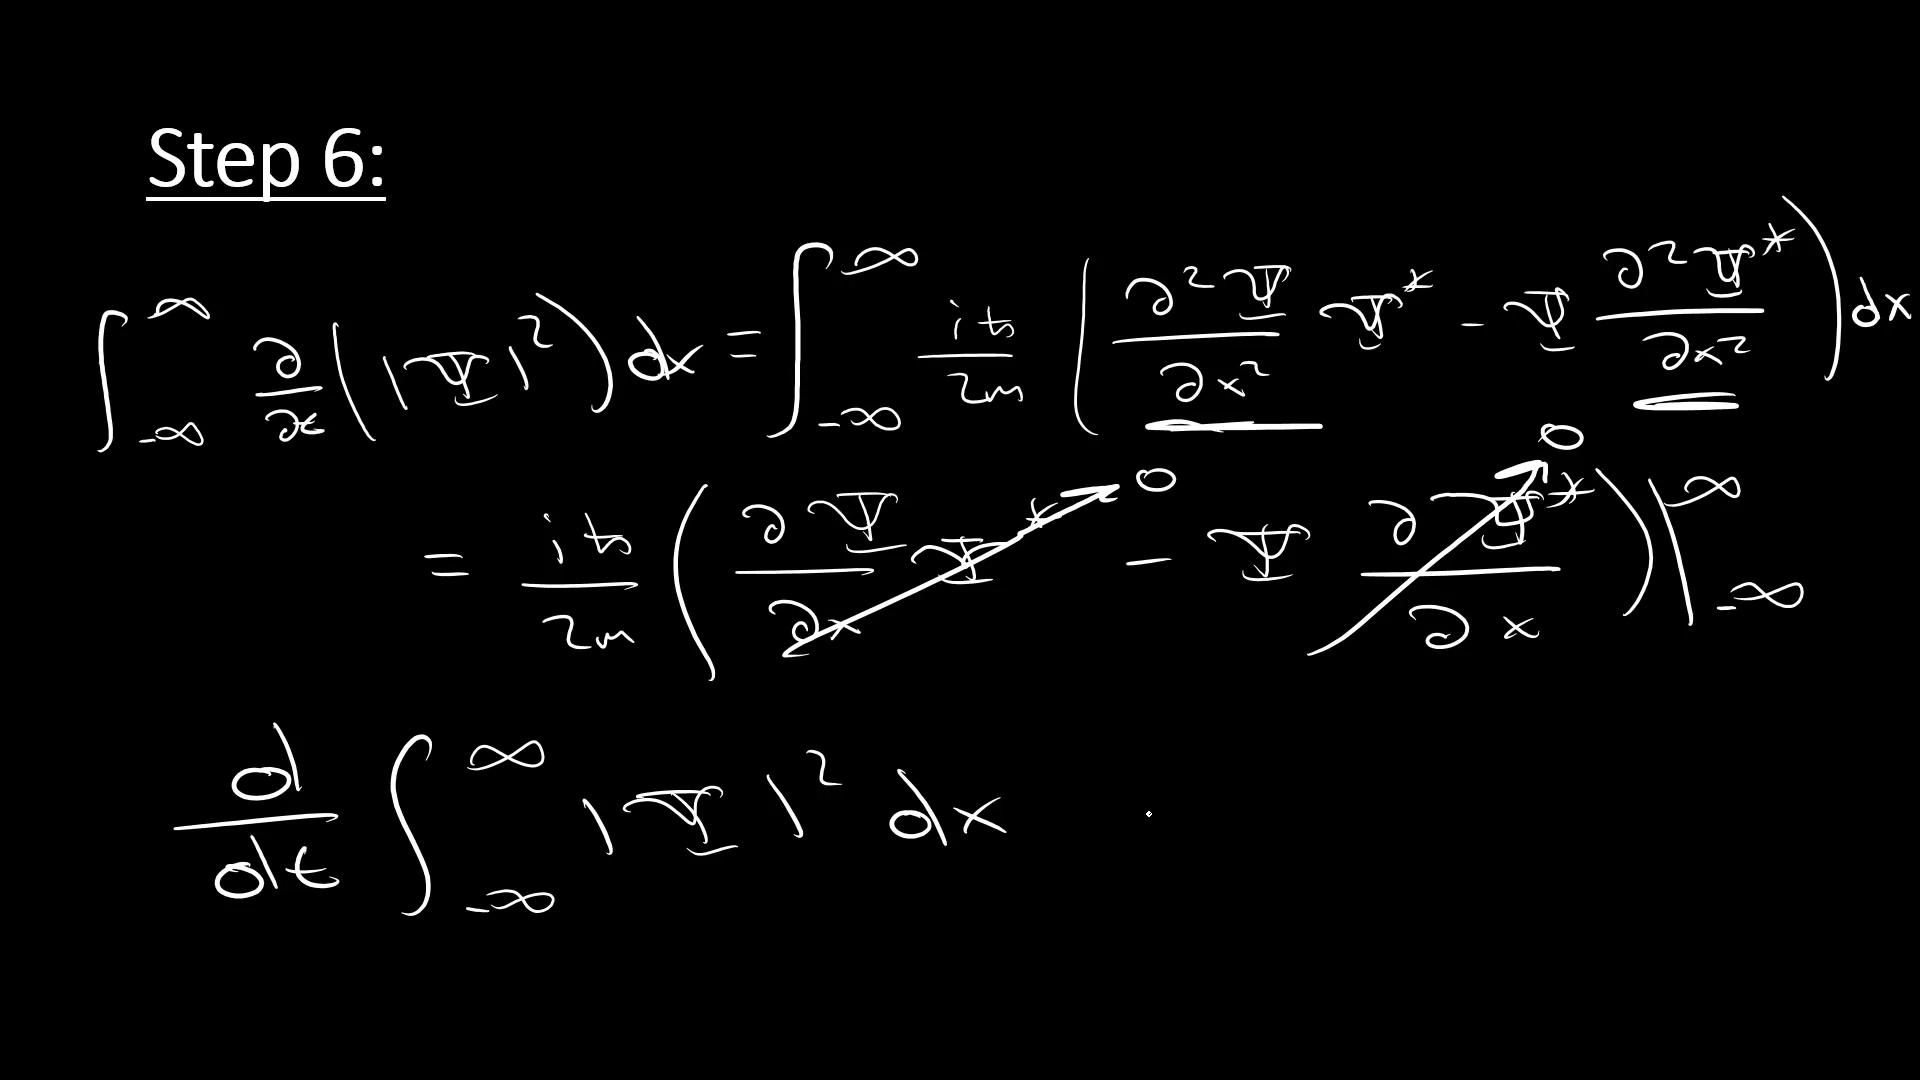 Step 6:
∫_{-∞}^{∞} ∂/∂t (|Ψ|²) dx = ∫_{-∞}^{∞} iħ/2m (∂²Ψ/∂x² Ψ* - Ψ ∂²Ψ*/∂x²) dx
= iħ/2m (∂Ψ/∂x Ψ* → 0 - Ψ ∂Ψ*/∂x → 0)|_{-∞}^{∞}
d/dt ∫_{-∞}^{∞} |Ψ|² dx